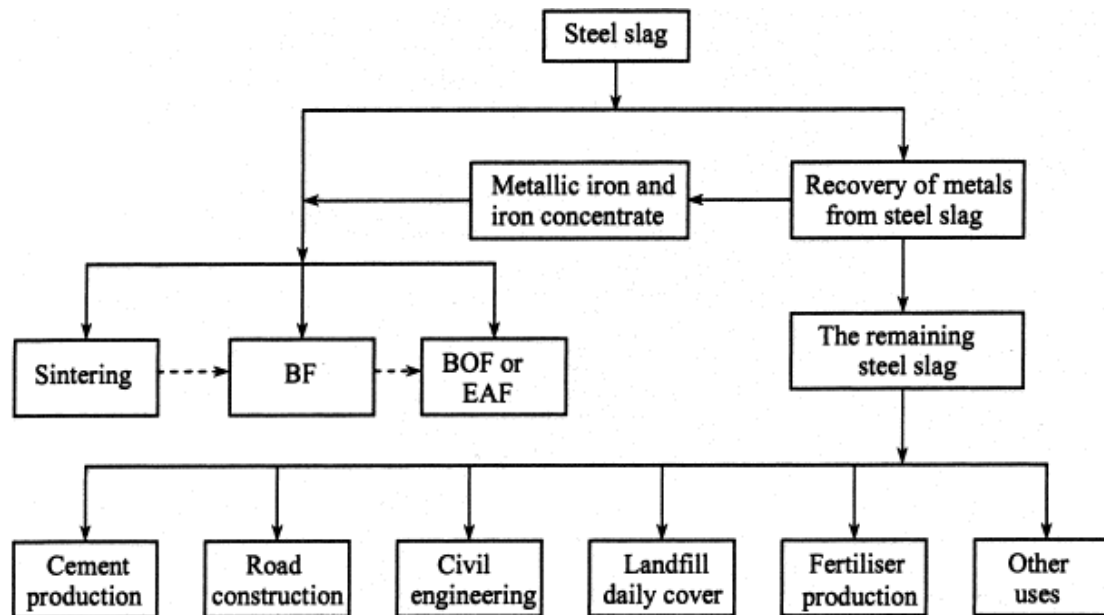 Steel slag
Metallic iron and
iron concentrate
Recovery of metals
from steel slag
Sintering
BF
BOF or
EAF
The remaining
steel slag
Cement
production
Road
construction
Civil
engineering
Landfill
daily cover
Fertiliser
production
Other
uses